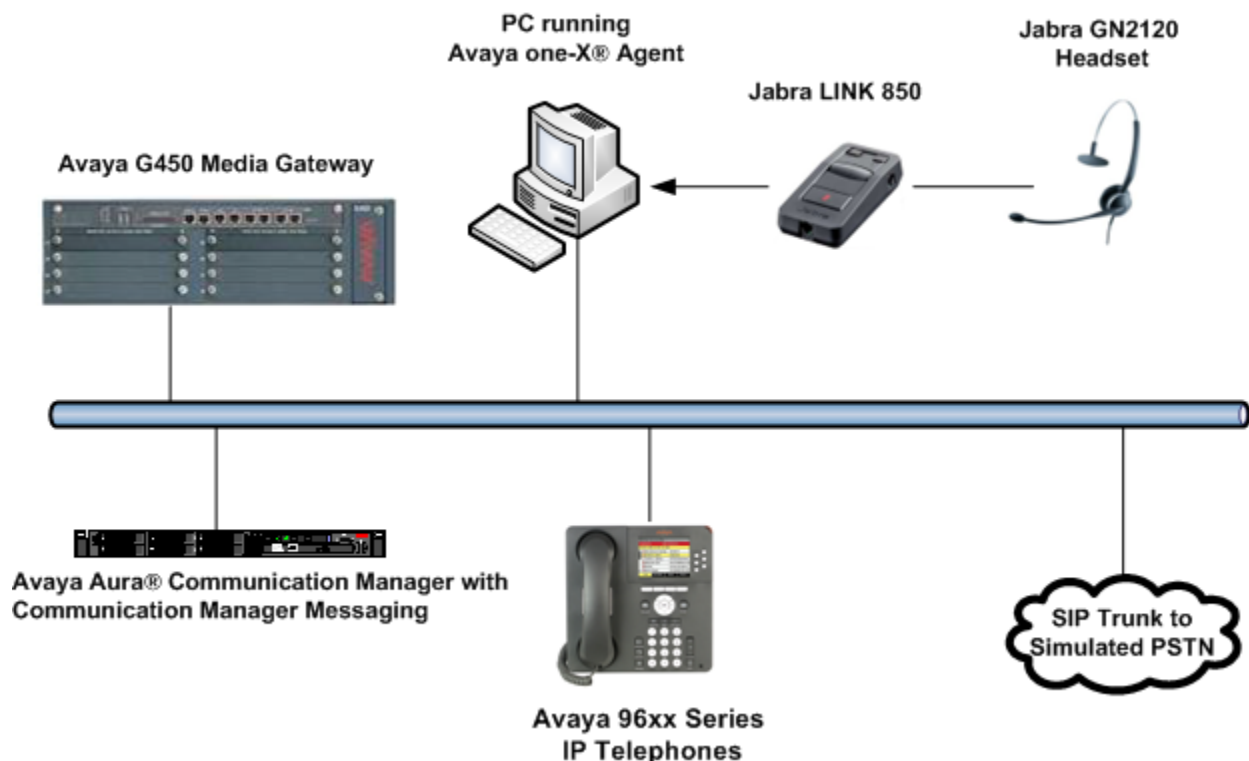 PC running
Avaya one-X® Agent
Jabra GN2120
Headset
Jabra LINK 850
Avaya G450 Media Gateway
AVAYA
Avaya Aura® Communication Manager with
Communication Manager Messaging
SIP Trunk to
Simulated PSTN
Avaya 96xx Series
IP Telephones